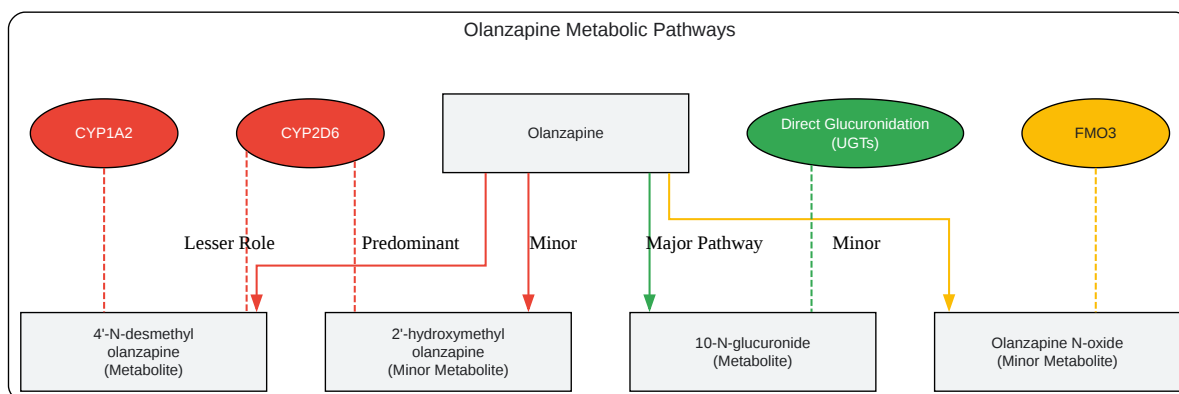 Olanzapine Metabolic Pathways
CYP1A2
CYP2D6
Olanzapine
Direct Glucuronidation
(UGTs)
FMO3
Lesser Role
Predominant
Minor
Major Pathway
Minor
4'-N-desmethyl
olanzapine
(Metabolite)
2'-hydroxymethyl
olanzapine
(Minor Metabolite)
10-N-glucuronide
(Metabolite)
Olanzapine N-oxide
(Minor Metabolite)